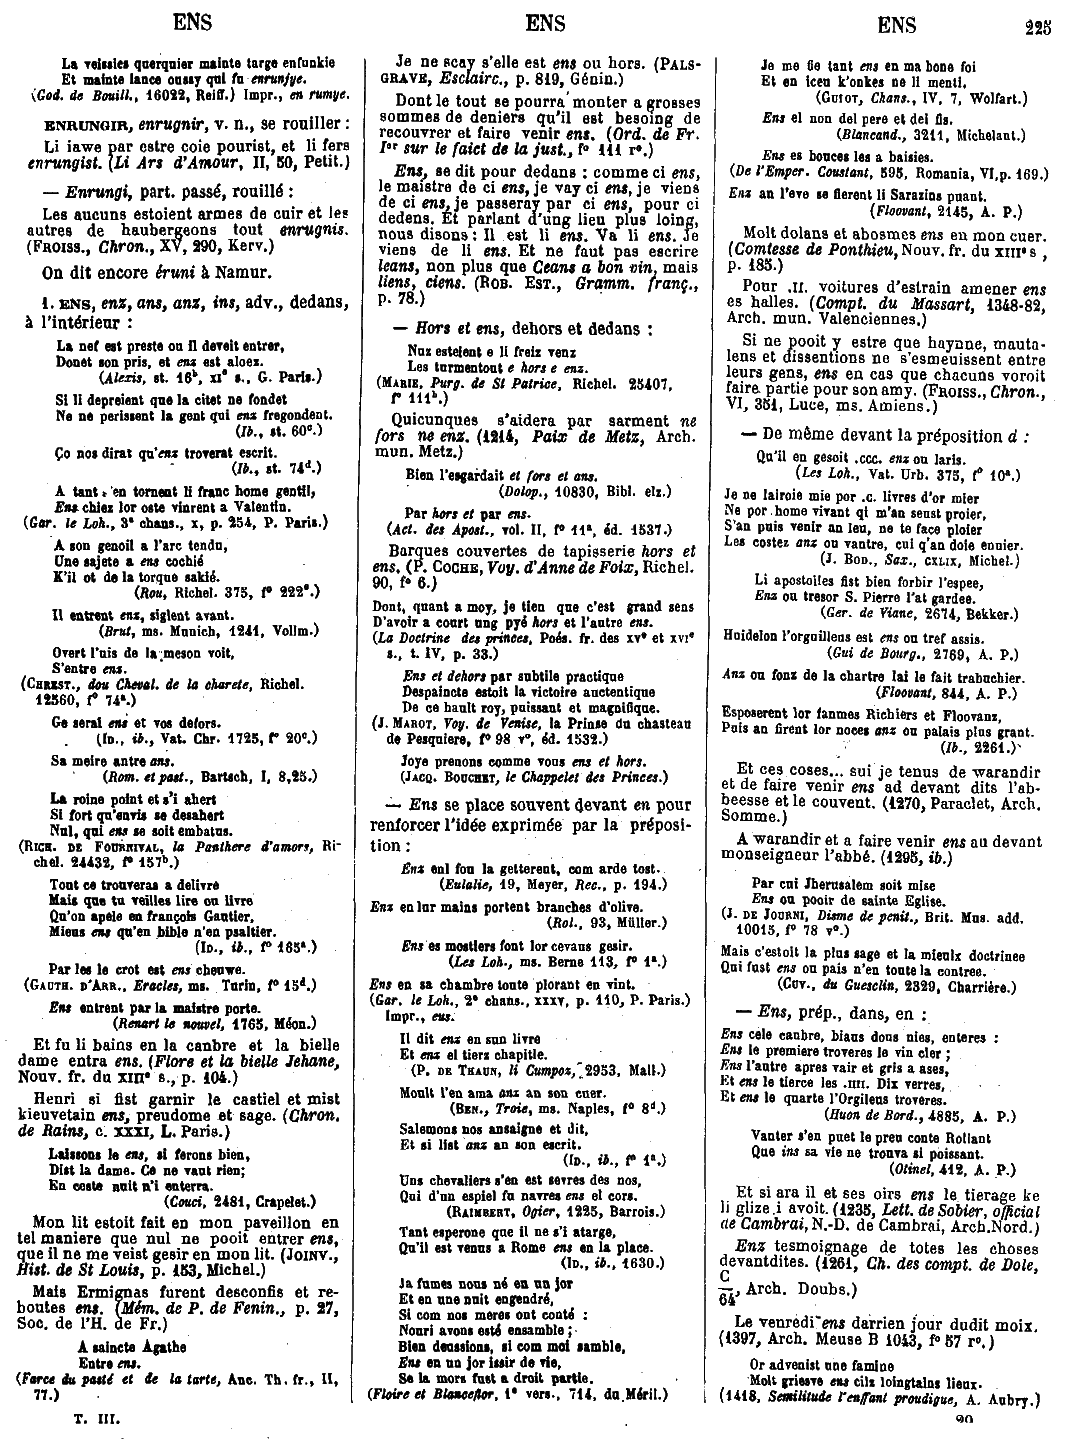 ENS
ENS
ENS
225
La veissies querquier mainte targe enfunkie
Et mainte lance oussy qui fu enrunjye.
(God. de Bouill., 16022, Reiff.) Impr., en rumye.
ENRUNGIR, enrugnir, v. n., se rouiller :
Li iawe par estre coie pourist, et li fers
enrungist. (Li Ars d'Amour, II, 50, Petit.)
— Enrungi, part. passé, rouillé :
Les aucuns estoient armes de cuir et les
autres de haubergeons tout enrugnis.
(FROISS., Chron., XV, 290, Kerv.)
On dit encore éruni à Namur.
1. ENS, enz, ans, anz, ins, adv., dedans,
à l'intérieur :
La nef est preste ou il deveit entrer,
Donet son pris, et enz est aloez.
(Alexis, st. 16b, XIe s., G. Paris.)
Si li depreient que la citet ne fondet
Ne ne perissent la gent qui enz fregondent.
(Ib., st. 60c.)
Ço nos dirat qu'enz troverat escrit.
(Ib., st. 74d.)
A tant en tornent li franc home gentil,
Ens chiez lor oste vinrent a Valentin.
(Gar. le Loh., 3e chans., X, p. 254, P. Paris.)
A son genoil a l'arc tendu,
Une sajete a ens cochié
K'il ot de la torque sakié.
(Rou, Richel. 375, fº 222e.)
Il entrent enz, siglent avant.
(Brut, ms. Munich, 1241, Vollm.)
Overt l'uis de la meson voit,
S'entre ens.
(CHREST., dou Cheval. de la charete, Richel.
12560, fº 74a.)
Ge serai ens et vos defors.
(ID., ib., Vat. Chr. 1725, fº 20c.)
Sa meire antre ans.
(Rom. et past., Bartsch, I, 8,25.)
La roine point et s'i ahert
Si fort qu'envis se desahert
Nul, qui ens se soit embatus.
(RICH. DE FOURNIVAL, la Panthere d'amors, Ri-
chel. 24432, fº 157b.)
Tout ce trouveras a delivre
Mais que tu veilles lire ou livre
Qu'on apele en françois Gautier,
Mieus ens qu'en bible n'en psaltier.
(ID., ib., fº 165a.)
Par les le crot est ens cheuwe.
(GAUTH. D'ARR., Eracles, ms. Turin, fº 15d.)
Ens entrent par la maistre porte.
(Renart le nouvel, 1765, Méon.)
Et fu li bains en la canbre et la bielle
dame entra ens. (Flore et la bielle Jehane,
Nouv. fr. du XIIIe s., p. 104.)
Henri si fist garnir le castiel et mist
kieuvetain ens, preudome et sage. (Chron.
de Rains, c. XXXI, L. Paris.)
Laissons le ens, si ferons bien,
Dist la dame. Ce ne vaut rien;
En ceste nuit n'i enterra.
(Couci, 2481, Crapelet.)
Mon lit estoit fait en mon paveillon en
tel maniere que nul ne pooit entrer ens,
que il ne me veist gesir en mon lit. (JOINV.,
Hist. de St Louis, p. 153, Michel.)
Mais Ermignas furent desconfis et re-
boutes ens. (Mém. de P. de Fenin., p. 27,
Soc. de l'H. de Fr.)
A saincte Agathe
Entre ens.
(Farce du pasté et de la tarte, Anc. Th. fr., II,
77.)
T. III.
Je ne scay s'elle est ens ou hors. (PALS-
GRAVE, Esclairc., p. 819, Génin.)
Dont le tout se pourra monter a grosses
sommes de deniers qu'il est besoing de
recouvrer et faire venir ens. (Ord. de Fr.
Ier sur le faict de la just., fº III rº.)
Ens, se dit pour dedans : comme ci ens,
le maistre de ci ens, je vay ci ens, je viens
de ci ens, je passeray par ci ens, pour ci
dedens. Et parlant d'ung lieu plus loing,
nous disons : Il est li ens. Va li ens. Je
viens de li ens. Et ne faut pas escrire
leans, non plus que Ceans a bon vin, mais
liens, ciens. (ROB. EST., Gramm. franç.,
p. 78.)
— Hors et ens, dehors et dedans :
Nuz esteient e li freiz venz
Les turmentout e hors e enz.
(MARIE, Purg. de St Patrice, Richel. 25407,
fº 111b.)
Quicunques s'aidera par sarment ne
fors ne enz. (1214, Paix de Metz, Arch.
mun. Metz.)
Bien l'esgardait et fors et ans.
(Dolop., 10830, Bibl. elz.)
Par hors et par ens.
(Act. des Apost., vol. II, fº 11a, éd. 1537.)
Barques couvertes de tapisserie hors et
ens. (P. COCHE, Voy. d'Anne de Foix, Richel.
90, fº 6.)
Dont, quant a moy, je tien que c'est grand sens
D'avoir a court ung pyé hors et l'autre ens.
(La Doctrine des princes, Poés. fr. des XVe et XVIe
s., t. IV, p. 33.)
Ens et dehors par subtile practique
Despaincte estoit la victoire auctentique
De ce hault roy, puissant et magnifique.
(J. MAROT, Voy. de Venise, la Prinse du chasteau
de Pesquiere, fº 98 vº, éd. 1532.)
Joye prenons comme vous ens et hors.
(JACQ. BOUCHET, le Chappelet des Princes.)
— Ens se place souvent devant en pour
renforcer l'idée exprimée par la préposi-
tion :
Enz enl fou la getterent, com arde tost.
(Eulalie, 19, Meyer, Rec., p. 194.)
Enz en lur mains portent branches d'olive.
(Rol., 93, Müller.)
Ens es mostiers font lor cevaus gesir.
(Les Loh., ms. Berne 113, fº 1a.)
Ens en sa chambre toute plorant en vint.
(Gar. le Loh., 2e chans., XXXV, p. 110, P. Paris.)
Impr., eus.
Il dit enz en sun livre
Et enz el tierz chapitle.
(P. DE THAUN, li Cumpoz, 2953, Mall.)
Moult l'en ama anz an son cuer.
(BEN., Troie, ms. Naples, fº 8d.)
Salemons nos ansaigne et dit,
Et si list anz an son escrit.
(ID., ib., fº 1a.)
Uns chevaliers s'en est sevres des nos,
Qui d'un espiel fu navres ens el cors.
(RAIMBERT, Ogier, 1225, Barrois.)
Tant esperone que il ne s'i atarge,
Qu'il est venus a Rome ens en la place.
(ID., ib., 1630.)
Ja fumes nous né en un jor
Et en une nuit engendré,
Si com nos meres ont conté :
Nourri avons esté ensamble ;
Bien deussions, si com moi samble,
Ens en un jor issir de vie,
Se la mors fust a droit partie.
(Floire et Blanceflor, 1e vers., 714, du Méril.)
Je me fie tant ens en ma bone foi
Et en iceu k'onkes ne li menti.
(GUIOT, Chans., IV, 7, Wolfart.)
Ens el non del pere et del fis.
(Blancand., 3211, Michelant.)
Ens es bouces les a baisies.
(De l'Emper. Coustant, 595, Romania, VI, p. 169.)
Enz an l'eve se fierent li Sarazins puant.
(Floovant, 2145, A. P.)
Molt dolans et abosmes ens en mon cuer.
(Comtesse de Ponthieu, Nouv. fr. du XIIIe s ,
p. 185.)
Pour .II. voitures d'estrain amener ens
es halles. (Compt. du Massart, 1348-82,
Arch. mun. Valenciennes.)
Si ne pooit y estre que haynne, mauta-
lens et dissentions ne s'esmeuissent entre
leurs gens, ens en cas que chacuns voroit
faire partie pour son amy. (FROISS., Chron.,
VI, 351, Luce, ms. Amiens.)
— De même devant la préposition d :
Qu'il en gesoit .CCC. enz ou laris.
(Les Loh., Vat. Urb. 375, fº 10a.)
Je ne lairoie mie por .c. livres d'or mier
Ne por home vivant qi m'an seust proier,
S'an puis venir an leu, ne te face ploier
Les costez anz ou vantre, cui q'an doie ennier.
(J. BOD., Sax., CXLIX, Michel.)
Li apostoiles fist bien forbir l'espee,
Enz ou tresor S. Pierre l'at gardee.
(Ger. de Viane, 2674, Bekker.)
Huidelon l'orguilleus est ens ou tref assis.
(Gui de Bourg., 2769, A. P.)
Anz ou fonz de la chartre lai le fait trabuchier.
(Floovant, 844, A. P.)
Esposerent lor fanmes Richiers et Floovanz,
Puis an firent lor noces anz ou palais plus grant.
(Ib., 2261.)
Et ces coses... sui je tenus de warandir
et de faire venir ens ad devant dits l'ab-
beesse et le couvent. (1270, Paraclet, Arch.
Somme.)
A warandir et a faire venir ens au devant
monseigneur l'abbé. (1295, ib.)
Par cui Jherusalem soit mise
Ens ou pooir de sainte Eglise.
(J. DE JOURNI, Disme de penit., Brit. Mus. add.
10015, fº 78 vº.)
Mais c'estoit la plus sage et la mieulx doctrinee
Qui fust ens ou pais n'en toute la contree.
(CUV., du Guesclin, 2329, Charrière.)
— Ens, prép., dans, en :
Ens cele canbre, biaus dous nies, enteres :
Ens le premiere troveres le vin cler ;
Ens l'autre apres vair et gris a ases,
Et ens le tierce les .IIII. Dix verres,
Et ens le quarte l'Orgileus troveres.
(Huon de Bord., 4885, A. P.)
Vanter s'en puet le preu conte Rollant
Que ins sa vie ne trouva si poissant.
(Otinel, 412, A. P.)
Et si ara il et ses oirs ens le tierage ke
li glize i avoit. (1235, Lett. de Sobier, official
de Cambrai, N.-D. de Cambrai, Arch. Nord.)
Enz tesmoignage de totes les choses
devantdites. (1261, Ch. des compt. de Dole,
C
64, Arch. Doubs.)
Le venredi ens darrien jour dudit moix.
(1397, Arch. Meuse B 1043, fº 57 rº.)
Or advenist une famine
Molt grieave ens cilz loingtains lieux.
(1418, Semilitude l'enffant proudigue, A. Aubry.)